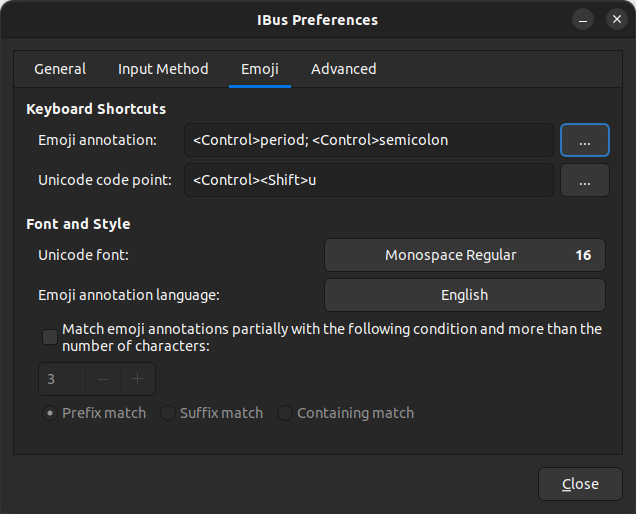 IBus Preferences
General Input Method Emoji Advanced
Keyboard Shortcuts
Emoji annotation: <Control>period; <Control>semicolon ...
Unicode code point: <Control><Shift>u ...
Font and Style
Unicode font: Monospace Regular 16
Emoji annotation language: English
Match emoji annotations partially with the following condition and more than the
number of characters:
3 − +
Prefix match Suffix match Containing match
Close